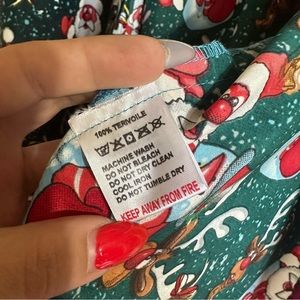 100% TERIVOILE
MACHINE WASH
DO NOT BLEACH
DO NOT DRY CLEAN
COOL IRON
DO NOT TUMBLE DRY
KEEP AWAY FROM FIRE